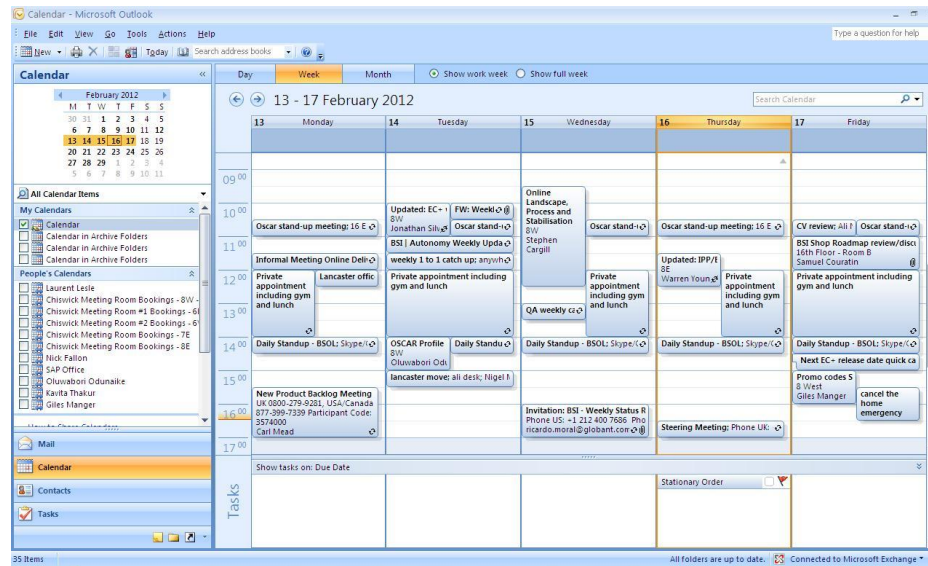 Calendar - Microsoft Outlook
File Edit View Go Tools Actions Help
Type a question for help
New Today Search address books
Calendar «
Day Week Month Show work week Show full week
February 2012
M T W T F S S
30 31 1 2 3 4 5
6 7 8 9 10 11 12
13 14 15 16 17 18 19
20 21 22 23 24 25 26
27 28 29 1 2 3 4
5 6 7 8 9 10 11
All Calendar Items
My Calendars
Calendar
Calendar in Archive Folders
Calendar in Archive Folders
Calendar in Archive Folders
People's Calendars
Laurent Lesle
Chiswick Meeting Room Bookings - 8W -
Chiswick Meeting Room #1 Bookings - 6
Chiswick Meeting Room #2 Bookings - 6
Chiswick Meeting Room Bookings - 7E
Chiswick Meeting Room Bookings - 8E
Nick Fallon
SAP Office
Oluwabori Odunaike
Kavita Thakur
Giles Manger
Mail
Calendar
Contacts
Tasks
13 - 17 February 2012
Search Calendar
13 Monday
14 Tuesday
15 Wednesday
16 Thursday
17 Friday
09 00
10 00
11 00
12 00
13 00
14 00
15 00
16 00
17 00
Oscar stand-up meeting; 16 E
Informal Meeting Online Deli
Private appointment including gym and lunch
Lancaster offic
Daily Standup - BSOL; Skype/(
New Product Backlog Meeting
UK 0800-279-9281, USA/Canada
877-399-7339 Participant Code:
3574000
Carl Mead
Updated: EC+
8W
Jonathan Silv
FW: Weekl
Oscar stand-
BSI | Autonomy Weekly Upda
weekly 1 to 1 catch up; anywh
Private appointment including
gym and lunch
OSCAR Profile
8W
Oluwabori Odu
Daily Standu
lancaster move; ali desk; Nigel
Online
Landscape,
Process and
Stabilisation
8W
Stephen
Cargill
Oscar stand-
Private
appointment
including gym
and lunch
QA weekly ca
Daily Standup - BSOL; Skype/(
Invitation: BSI - Weekly Status R
Phone US: +1 212 400 7686 Pho
ricardo.moral@globant.com
Oscar stand-up meeting; 16 E
Updated: IPP/
8E
Warren Youn
Private
appointment
including gym
and lunch
Daily Standup - BSOL; Skype/(
Steering Meeting; Phone UK:
CV review; Ali
Oscar stand-
BSI Shop Roadmap review/disc
16th Floor - Room B
Samuel Couratin
Private appointment including
gym and lunch
Daily Standup - BSOL; Skype/(
Next EC+ release date quick ca
Promo codes S
8 West
Giles Manger
cancel the
home
emergency
Show tasks on: Due Date
Tasks
Stationary Order
35 Items
All folders are up to date. Connected to Microsoft Exchange